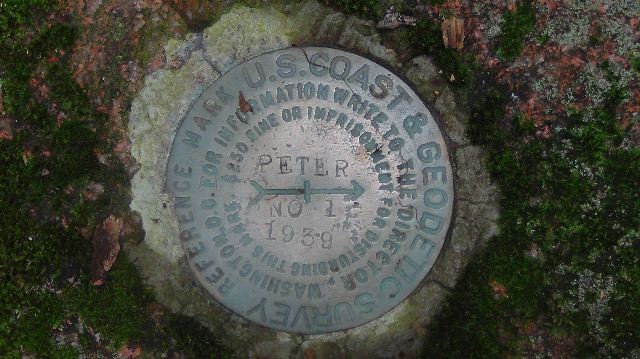 U.S. COAST & GEODETIC SURVEY
REFERENCE MARK
FOR INFORMATION WRITE TO THE DIRECTOR, WASHINGTON, D.C.
$250 FINE OR IMPRISONMENT FOR DISTURBING THIS MARK
PETER
NO 1
1939